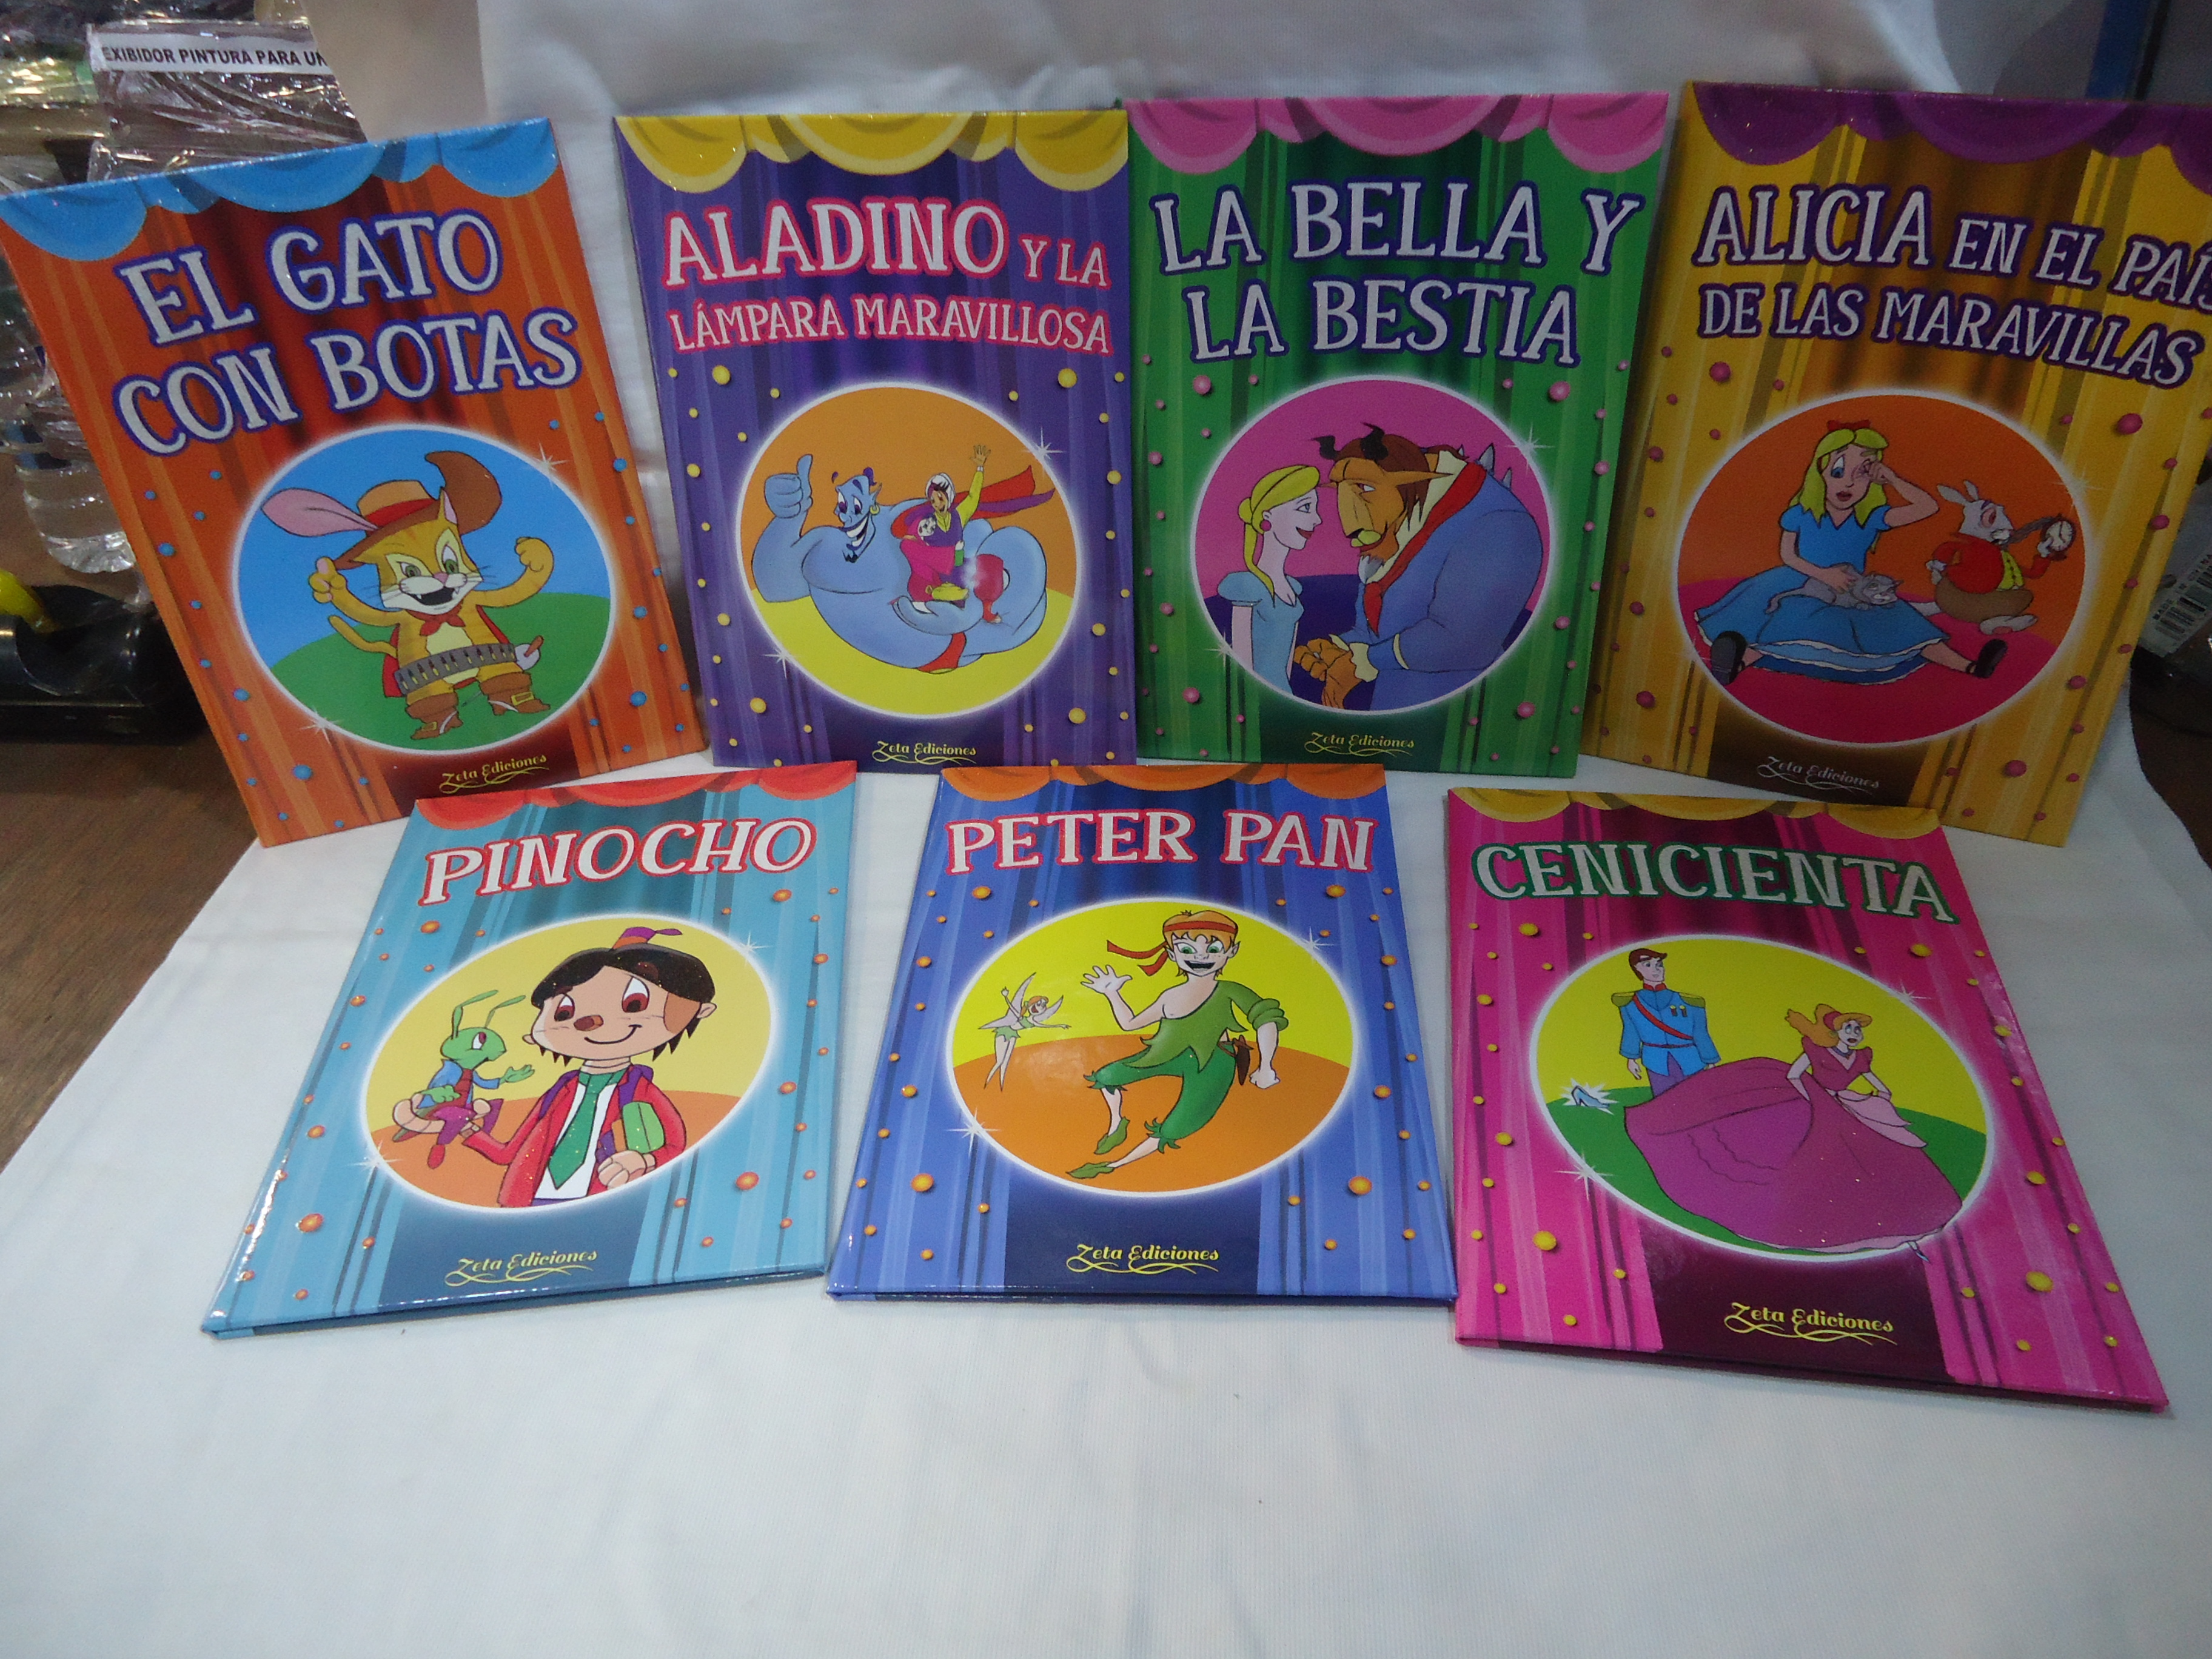 EXIBIDOR PINTURA PARA UN
EL GATO
CON BOTAS
Zeta Ediciones
ALADINO Y LA
LÁMPARA MARAVILLOSA
Zeta Ediciones
LA BELLA Y
LA BESTIA
Zeta Ediciones
ALICIA EN EL PAÍS
DE LAS MARAVILLAS
Zeta Ediciones
PINOCHO
Zeta Ediciones
PETER PAN
Zeta Ediciones
CENICIENTA
Zeta Ediciones